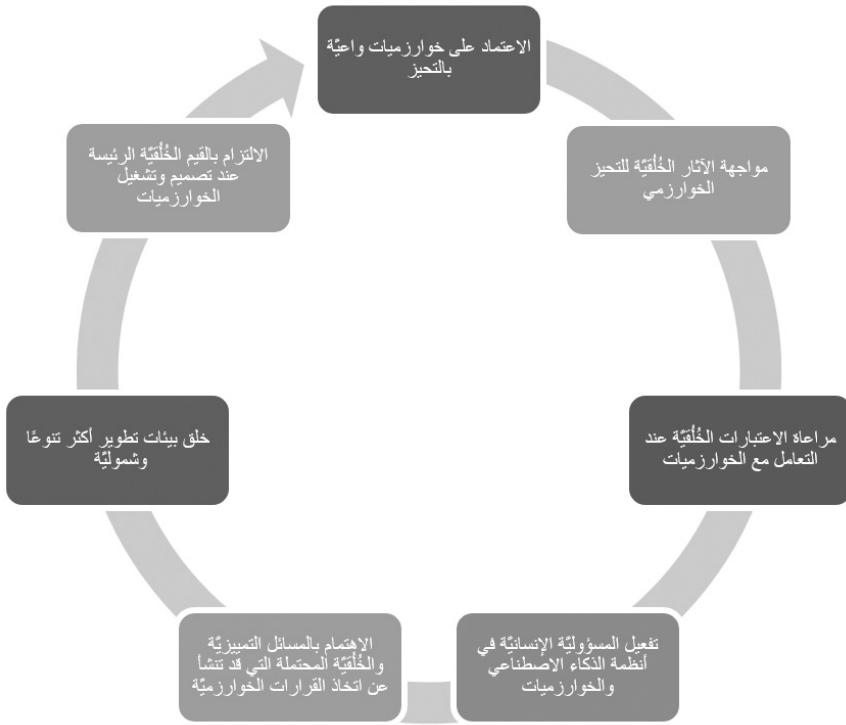 الاعتماد على خوارزميات واعيَّة
بالتحيز
مواجهة الآثار الخُلُقيَّة للتحيز
الخوارزمي
مراعاة الاعتبارات الخُلُقيَّة عند
التعامل مع الخوارزميات
تفعيل المسؤوليَّة الإنسانيَّة في
أنظمة الذكاء الاصطناعي
والخوارزميات
الاهتمام بالمسائل التمييزيَّة
والخُلُقيَّة المحتملة التي قد تنشأ
عن اتخاذ القرارات الخوارزميَّة
خلق بيئات تطوير أكثر تنوعًا
وشموليَّة
الالتزام بالقيم الخُلُقيَّة الرئيسة
عند تصميم وتشغيل
الخوارزميات